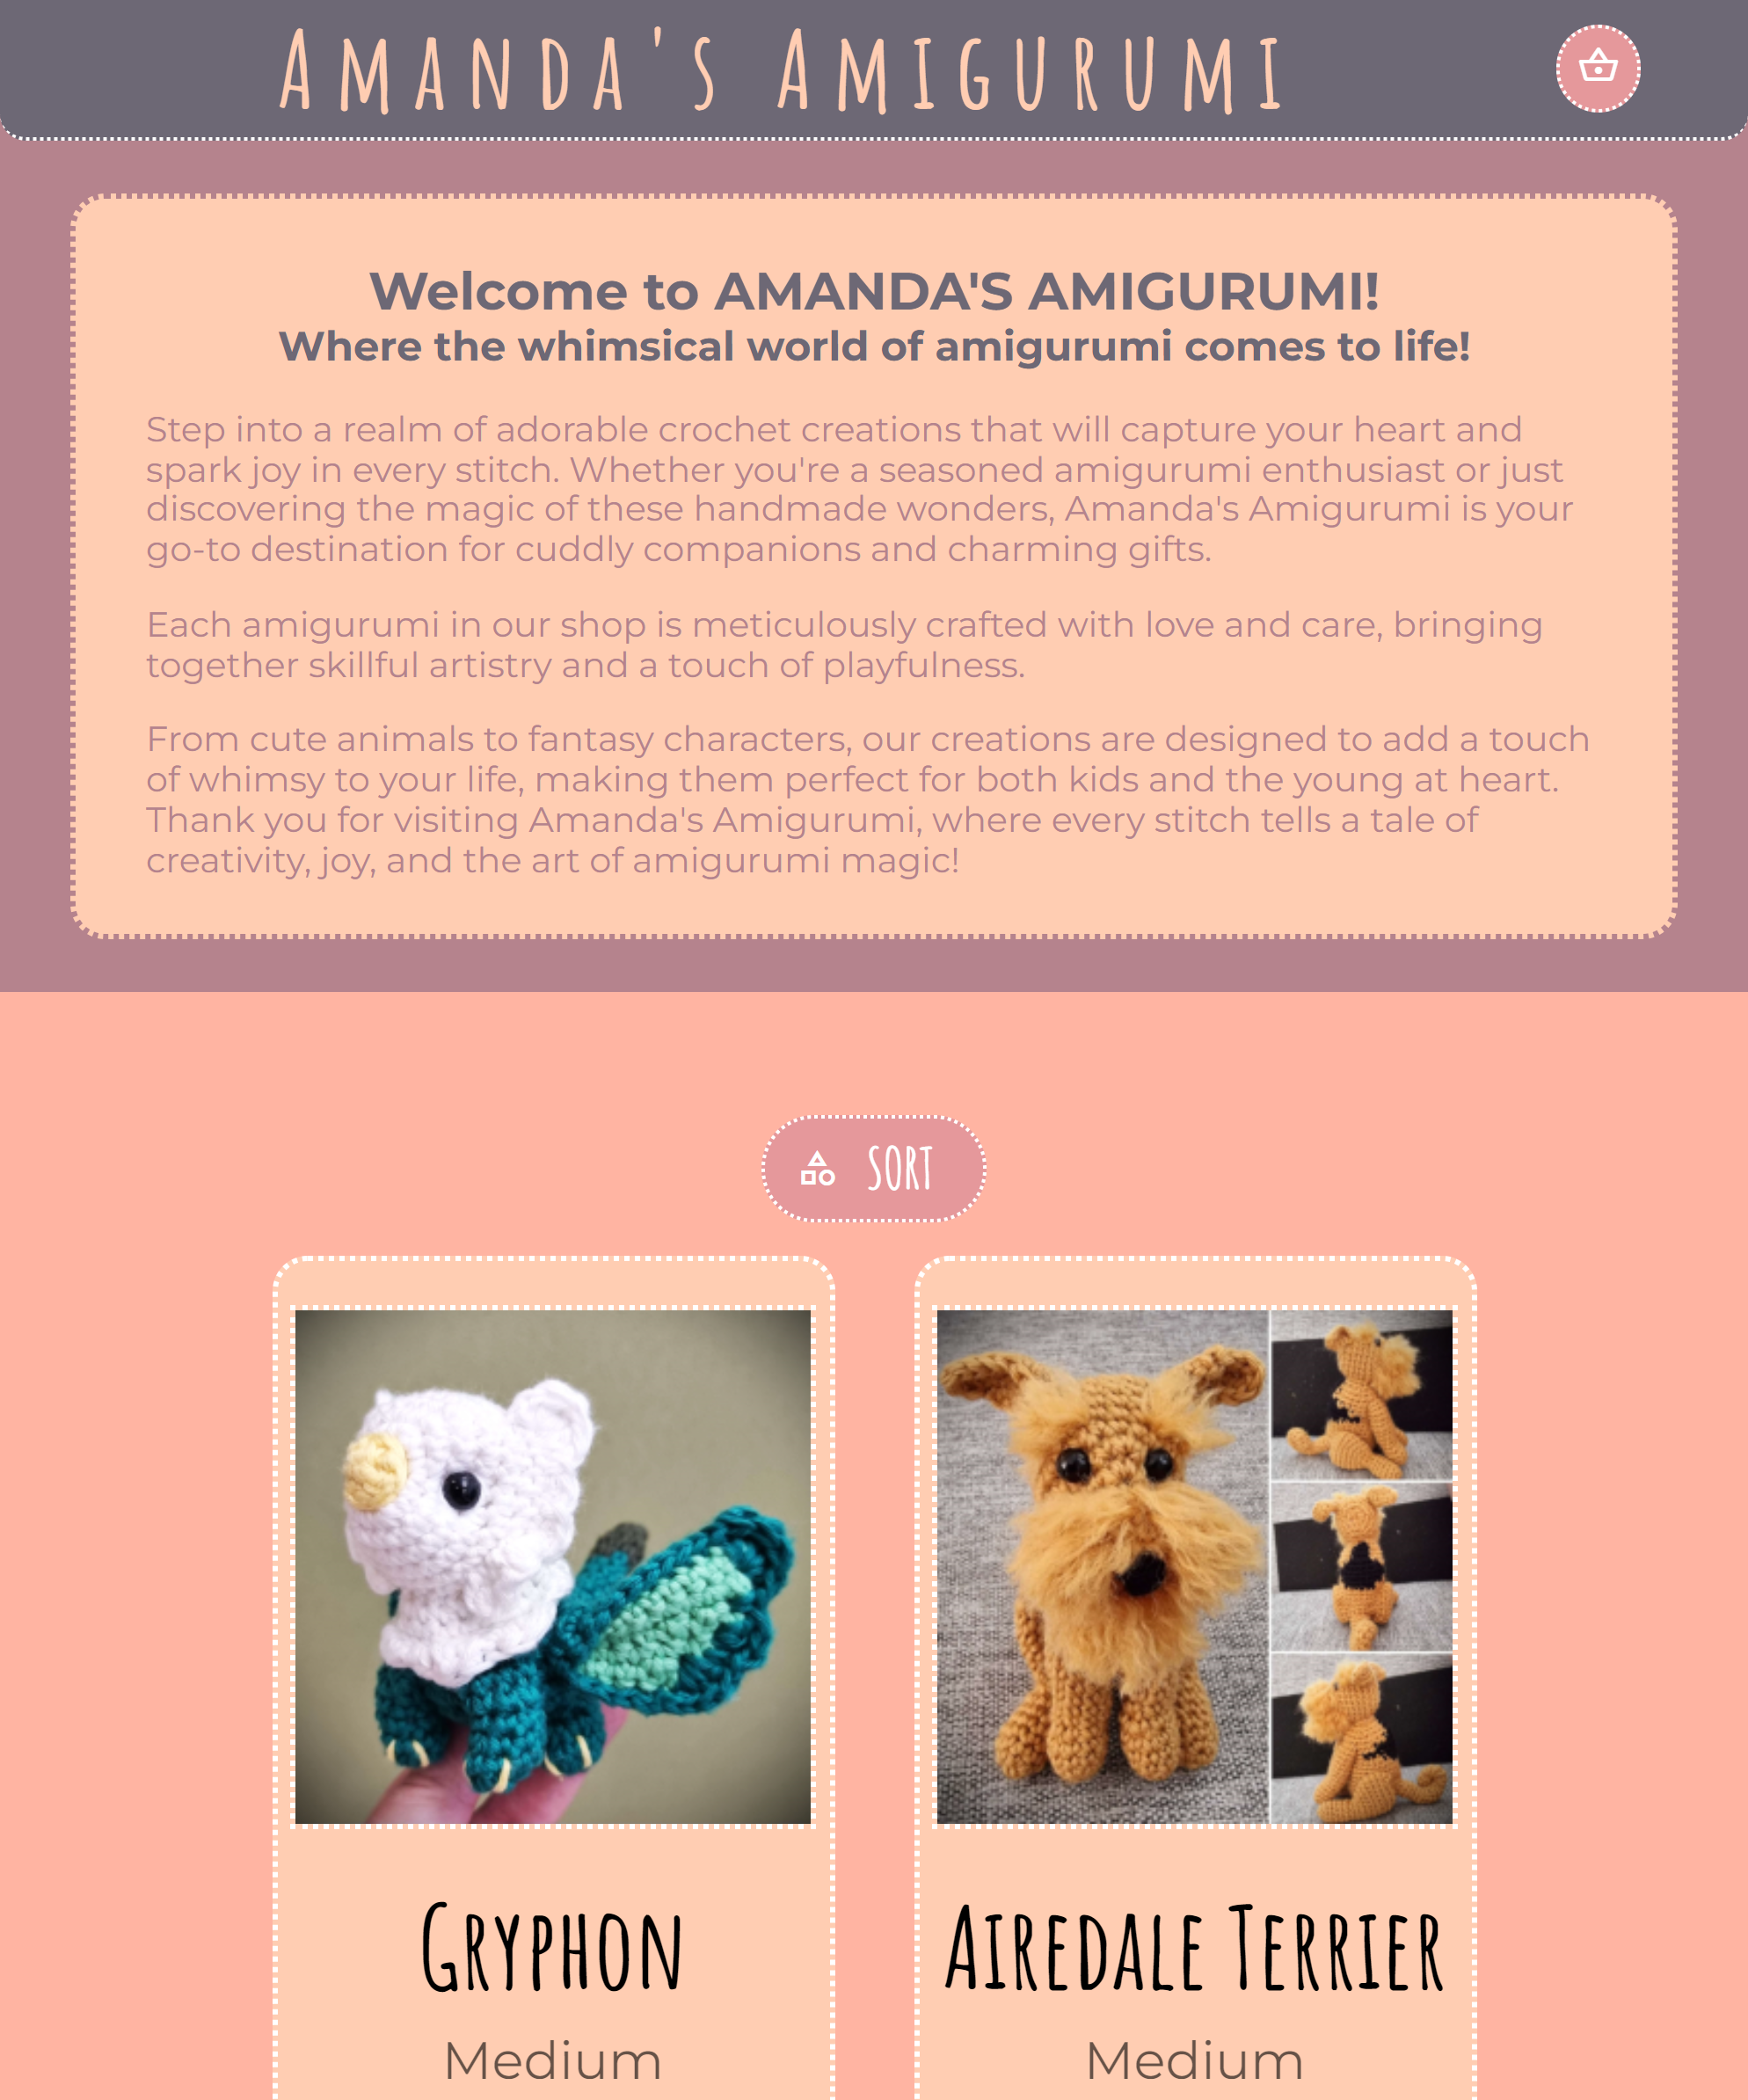 Amanda's Amigurumi
Welcome to AMANDA'S AMIGURUMI!
Where the whimsical world of amigurumi comes to life!
Step into a realm of adorable crochet creations that will capture your heart and
spark joy in every stitch. Whether you're a seasoned amigurumi enthusiast or just
discovering the magic of these handmade wonders, Amanda's Amigurumi is your
go-to destination for cuddly companions and charming gifts.
Each amigurumi in our shop is meticulously crafted with love and care, bringing
together skillful artistry and a touch of playfulness.
From cute animals to fantasy characters, our creations are designed to add a touch
of whimsy to your life, making them perfect for both kids and the young at heart.
Thank you for visiting Amanda's Amigurumi, where every stitch tells a tale of
creativity, joy, and the art of amigurumi magic!
SORT
Gryphon
Airedale Terrier
Medium
Medium